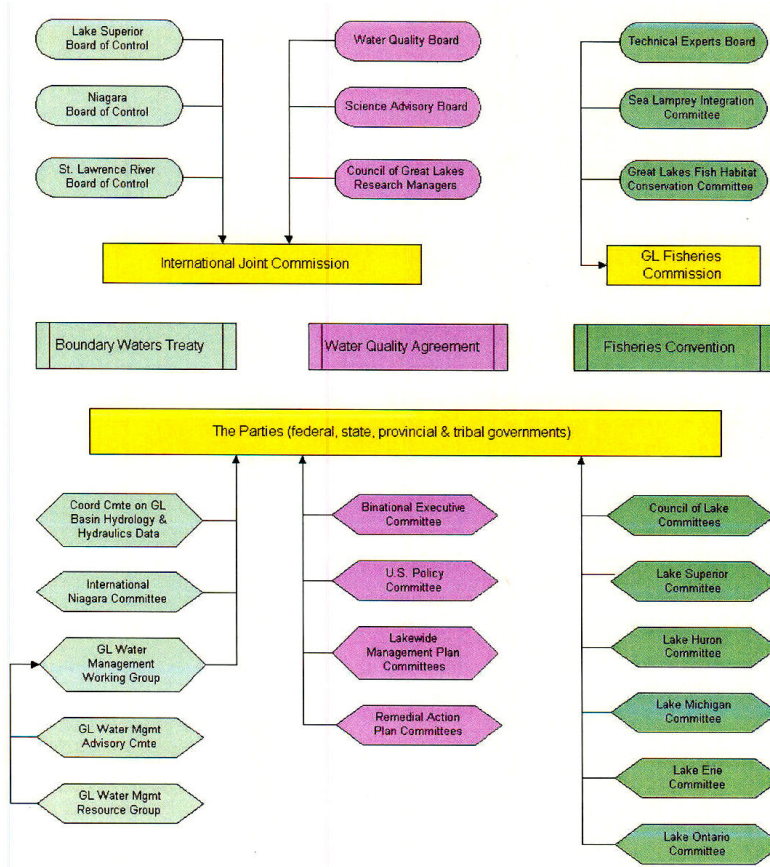 Lake Superior
Board of Control
Niagara
Board of Control
St. Lawrence River
Board of Control
Water Quality Board
Science Advisory Board
Council of Great Lakes
Research Managers
Technical Experts Board
Sea Lamprey Integration
Committee
Great Lakes Fish Habitat
Conservation Committee
International Joint Commission
GL Fisheries
Commission
Boundary Waters Treaty
Water Quality Agreement
Fisheries Convention
The Parties (federal, state, provincial & tribal governments)
Coord Cmte on GL
Basin Hydrology &
Hydraulics Data
International
Niagara Committee
GL Water
Management
Working Group
GL Water Mgmt
Advisory Cmte
GL Water Mgmt
Resource Group
Binational Executive
Committee
U.S. Policy
Committee
Lakewide
Management Plan
Committees
Remedial Action
Plan Committees
Council of Lake
Committees
Lake Superior
Committee
Lake Huron
Committee
Lake Michigan
Committee
Lake Erie
Committee
Lake Ontario
Committee